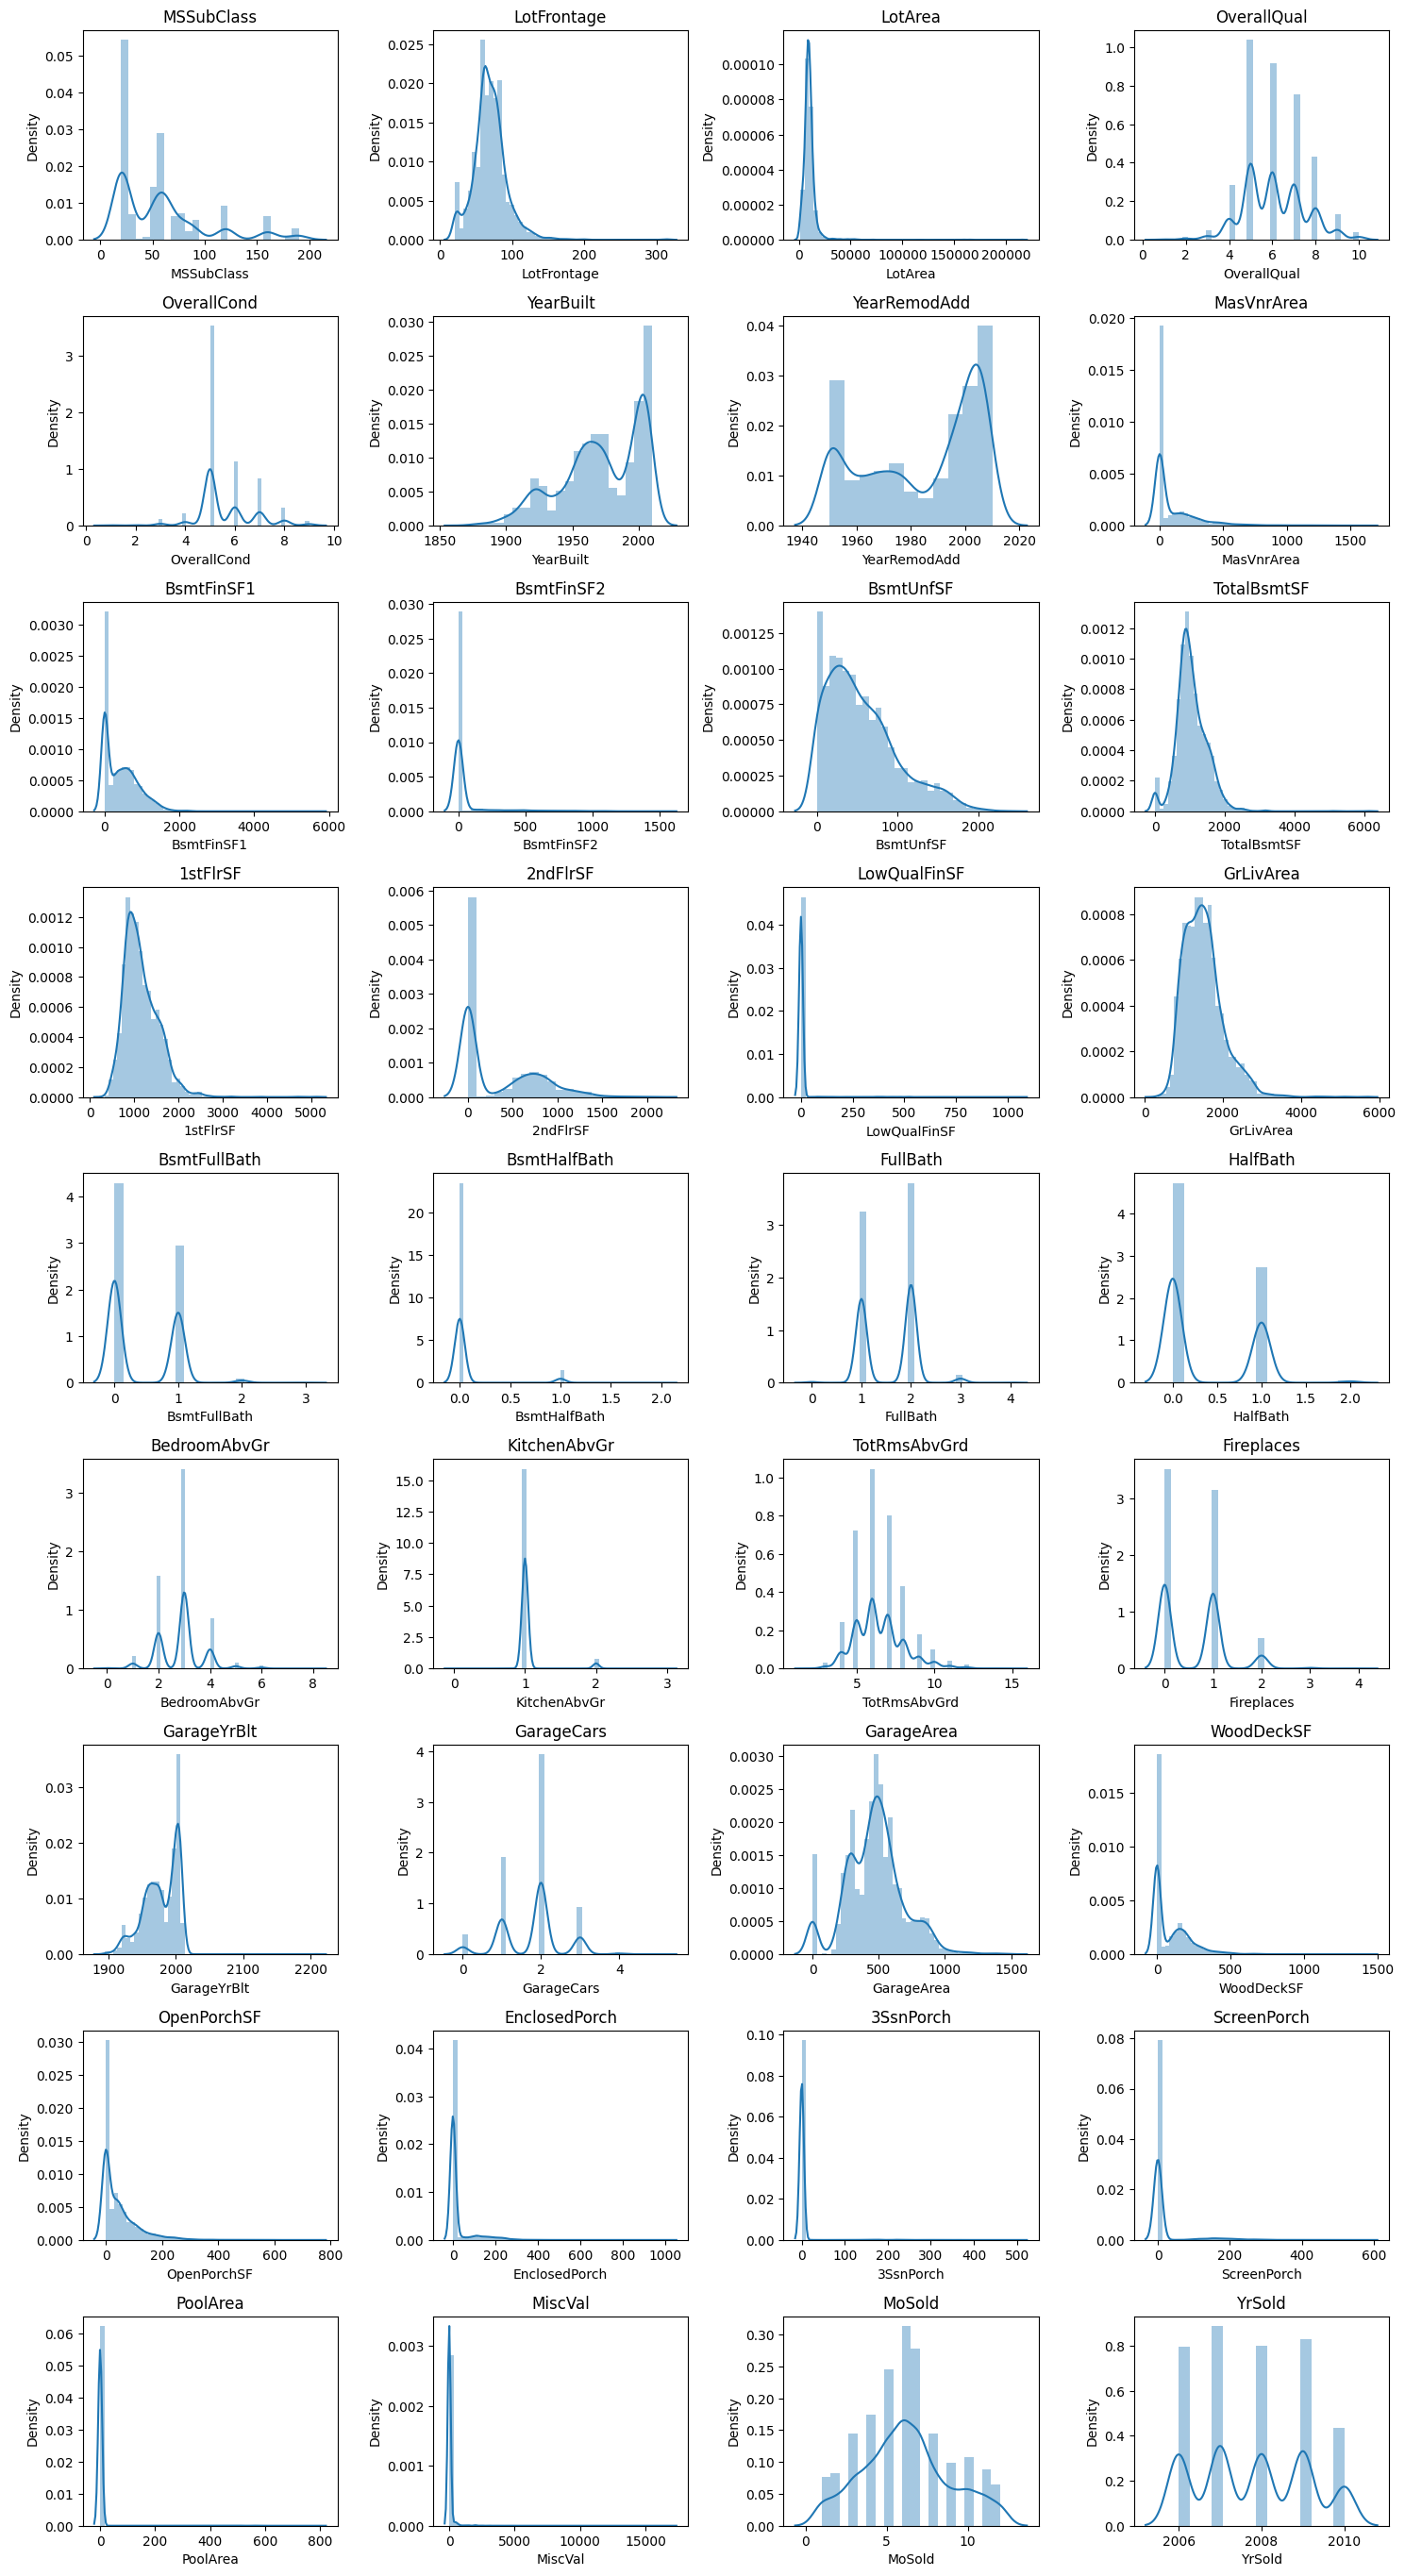 MSSubClass
0.05
0.04
0.03
0.02
0.01
0.00
Density
0 50 100 150 200
MSSubClass
LotFrontage
0.025
0.020
0.015
0.010
0.005
0.000
Density
0 100 200 300
LotFrontage
LotArea
0.00010
0.00008
0.00006
0.00004
0.00002
0.00000
Density
0 50000 100000 150000 200000
LotArea
OverallQual
1.0
0.8
0.6
0.4
0.2
0.0
Density
0 2 4 6 8 10
OverallQual
OverallCond
3
2
1
0
Density
0 2 4 6 8 10
OverallCond
YearBuilt
0.030
0.025
0.020
0.015
0.010
0.005
0.000
Density
1850 1900 1950 2000
YearBuilt
YearRemodAdd
0.04
0.03
0.02
0.01
0.00
Density
1940 1960 1980 2000 2020
YearRemodAdd
MasVnrArea
0.020
0.015
0.010
0.005
0.000
Density
0 500 1000 1500
MasVnrArea
BsmtFinSF1
0.0030
0.0025
0.0020
0.0015
0.0010
0.0005
0.0000
Density
0 2000 4000 6000
BsmtFinSF1
BsmtFinSF2
0.030
0.025
0.020
0.015
0.010
0.005
0.000
Density
0 500 1000 1500
BsmtFinSF2
BsmtUnfSF
0.00125
0.00100
0.00075
0.00050
0.00025
0.00000
Density
0 1000 2000
BsmtUnfSF
TotalBsmtSF
0.0012
0.0010
0.0008
0.0006
0.0004
0.0002
0.0000
Density
0 2000 4000 6000
TotalBsmtSF
1stFlrSF
0.0012
0.0010
0.0008
0.0006
0.0004
0.0002
0.0000
Density
0 1000 2000 3000 4000 5000
1stFlrSF
2ndFlrSF
0.006
0.005
0.004
0.003
0.002
0.001
0.000
Density
0 500 1000 1500 2000
2ndFlrSF
LowQualFinSF
0.04
0.03
0.02
0.01
0.00
Density
0 250 500 750 1000
LowQualFinSF
GrLivArea
0.0008
0.0006
0.0004
0.0002
0.0000
Density
0 2000 4000 6000
GrLivArea
BsmtFullBath
4
3
2
1
0
Density
0 1 2 3
BsmtFullBath
BsmtHalfBath
20
15
10
5
0
Density
0.0 0.5 1.0 1.5 2.0
BsmtHalfBath
FullBath
3
2
1
0
Density
0 1 2 3 4
FullBath
HalfBath
4
3
2
1
0
Density
0.0 0.5 1.0 1.5 2.0
HalfBath
BedroomAbvGr
3
2
1
0
Density
0 2 4 6 8
BedroomAbvGr
KitchenAbvGr
15.0
12.5
10.0
7.5
5.0
2.5
0.0
Density
0 1 2 3
KitchenAbvGr
TotRmsAbvGrd
1.0
0.8
0.6
0.4
0.2
0.0
Density
5 10 15
TotRmsAbvGrd
Fireplaces
3
2
1
0
Density
0 1 2 3 4
Fireplaces
GarageYrBlt
0.03
0.02
0.01
0.00
Density
1900 2000 2100 2200
GarageYrBlt
GarageCars
4
3
2
1
0
Density
0 2 4
GarageCars
GarageArea
0.0030
0.0025
0.0020
0.0015
0.0010
0.0005
0.0000
Density
0 500 1000 1500
GarageArea
WoodDeckSF
0.015
0.010
0.005
0.000
Density
0 500 1000 1500
WoodDeckSF
OpenPorchSF
0.030
0.025
0.020
0.015
0.010
0.005
0.000
Density
0 200 400 600 800
OpenPorchSF
EnclosedPorch
0.04
0.03
0.02
0.01
0.00
Density
0 200 400 600 800 1000
EnclosedPorch
3SsnPorch
0.10
0.08
0.06
0.04
0.02
0.00
Density
0 100 200 300 400 500
3SsnPorch
ScreenPorch
0.08
0.06
0.04
0.02
0.00
Density
0 200 400 600
ScreenPorch
PoolArea
0.06
0.05
0.04
0.03
0.02
0.01
0.00
Density
0 200 400 600 800
PoolArea
MiscVal
0.003
0.002
0.001
0.000
Density
0 5000 10000 15000
MiscVal
MoSold
0.30
0.25
0.20
0.15
0.10
0.05
0.00
Density
0 5 10
MoSold
YrSold
0.8
0.6
0.4
0.2
0.0
Density
2006 2008 2010
YrSold